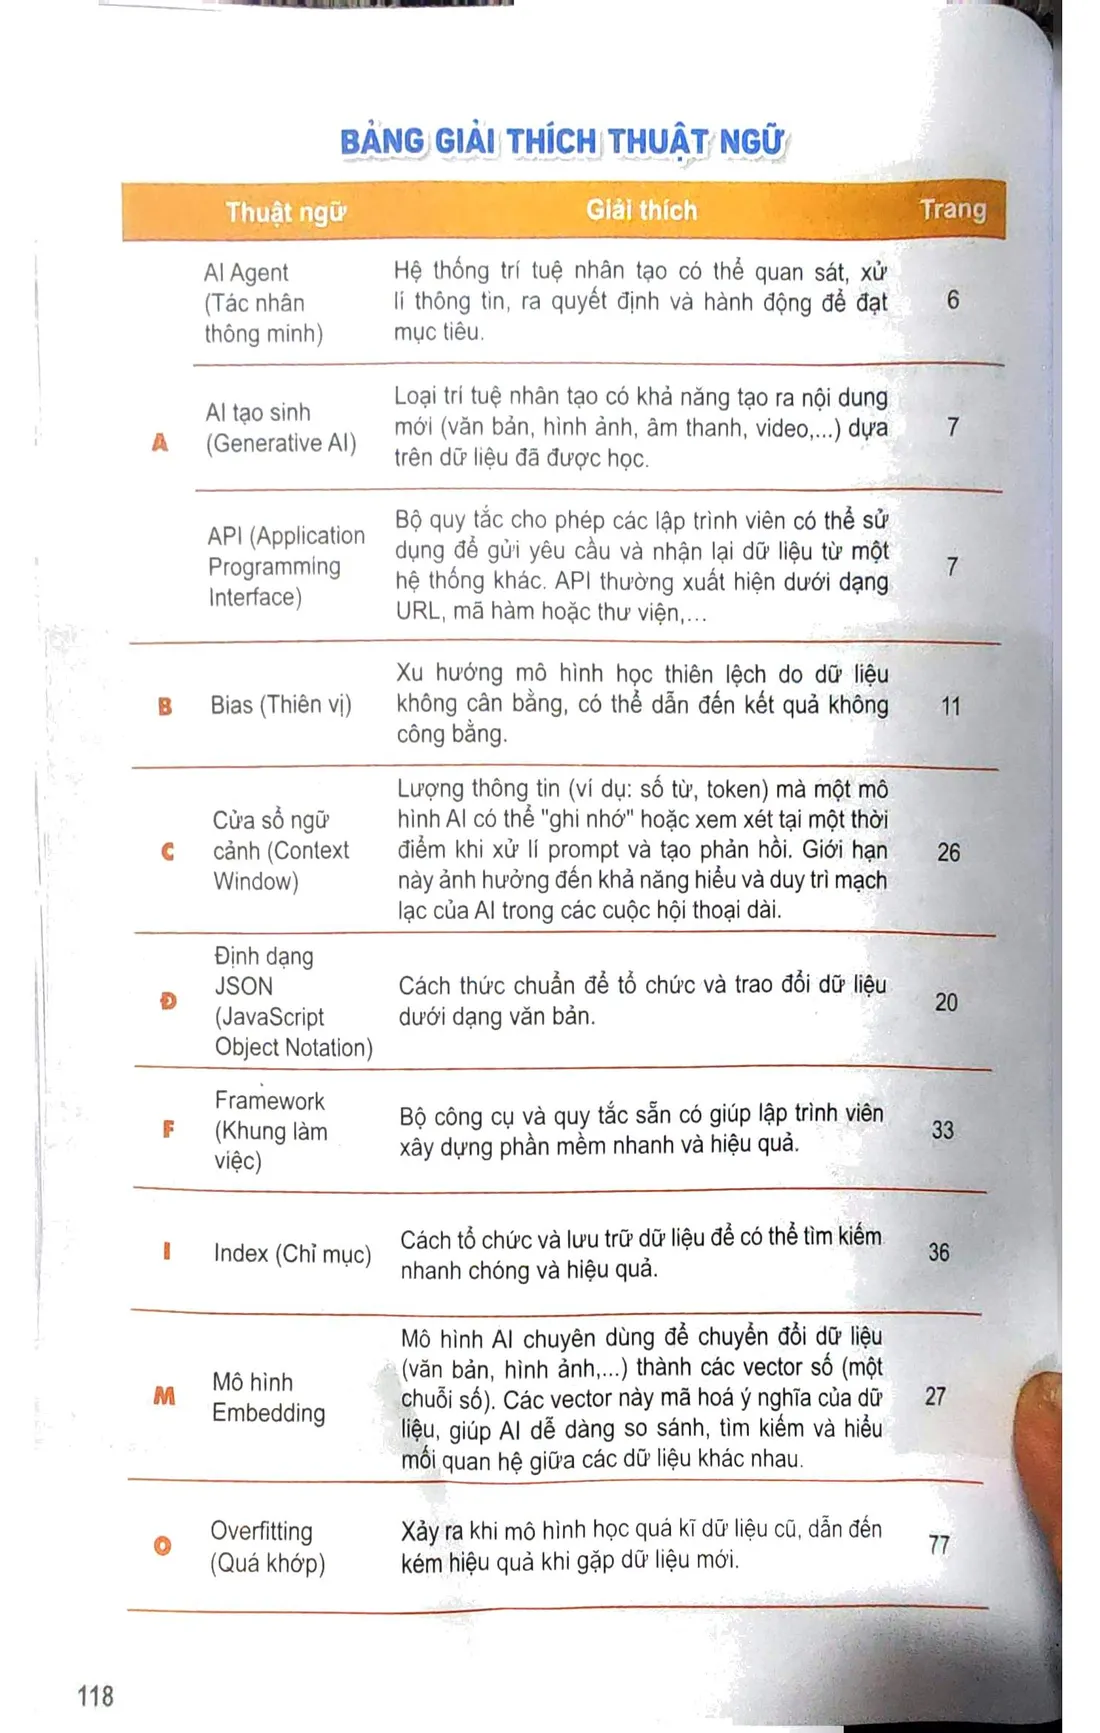 BẢNG GIẢI THÍCH THUẬT NGỮ
Thuật ngữ Giải thích Trang
A
AI Agent
(Tác nhân
thông minh)
Hệ thống trí tuệ nhân tạo có thể quan sát, xử
lí thông tin, ra quyết định và hành động để đạt
mục tiêu.
6
AI tạo sinh
(Generative AI)
Loại trí tuệ nhân tạo có khả năng tạo ra nội dung
mới (văn bản, hình ảnh, âm thanh, video,...) dựa
trên dữ liệu đã được học.
7
API (Application
Programming
Interface)
Bộ quy tắc cho phép các lập trình viên có thể sử
dụng để gửi yêu cầu và nhận lại dữ liệu từ một
hệ thống khác. API thường xuất hiện dưới dạng
URL, mã hàm hoặc thư viện,...
7
B
Bias (Thiên vị)
Xu hướng mô hình học thiên lệch do dữ liệu
không cân bằng, có thể dẫn đến kết quả không
công bằng.
11
C
Cửa sổ ngữ
cảnh (Context
Window)
Lượng thông tin (ví dụ: số từ, token) mà một mô
hình AI có thể "ghi nhớ" hoặc xem xét tại một thời
điểm khi xử lí prompt và tạo phản hồi. Giới hạn
này ảnh hưởng đến khả năng hiểu và duy trì mạch
lạc của AI trong các cuộc hội thoại dài.
26
Đ
Định dạng
JSON
(JavaScript
Object Notation)
Cách thức chuẩn để tổ chức và trao đổi dữ liệu
dưới dạng văn bản.
20
F
Framework
(Khung làm
việc)
Bộ công cụ và quy tắc sẵn có giúp lập trình viên
xây dựng phần mềm nhanh và hiệu quả.
33
I
Index (Chỉ mục)
Cách tổ chức và lưu trữ dữ liệu để có thể tìm kiếm
nhanh chóng và hiệu quả.
36
M
Mô hình
Embedding
Mô hình AI chuyên dùng để chuyển đổi dữ liệu
(văn bản, hình ảnh,...) thành các vector số (một
chuỗi số). Các vector này mã hoá ý nghĩa của dữ
liệu, giúp AI dễ dàng so sánh, tìm kiếm và hiểu
mối quan hệ giữa các dữ liệu khác nhau.
27
O
Overfitting
(Quá khớp)
Xảy ra khi mô hình học quá kĩ dữ liệu cũ, dẫn đến
kém hiệu quả khi gặp dữ liệu mới.
77
118